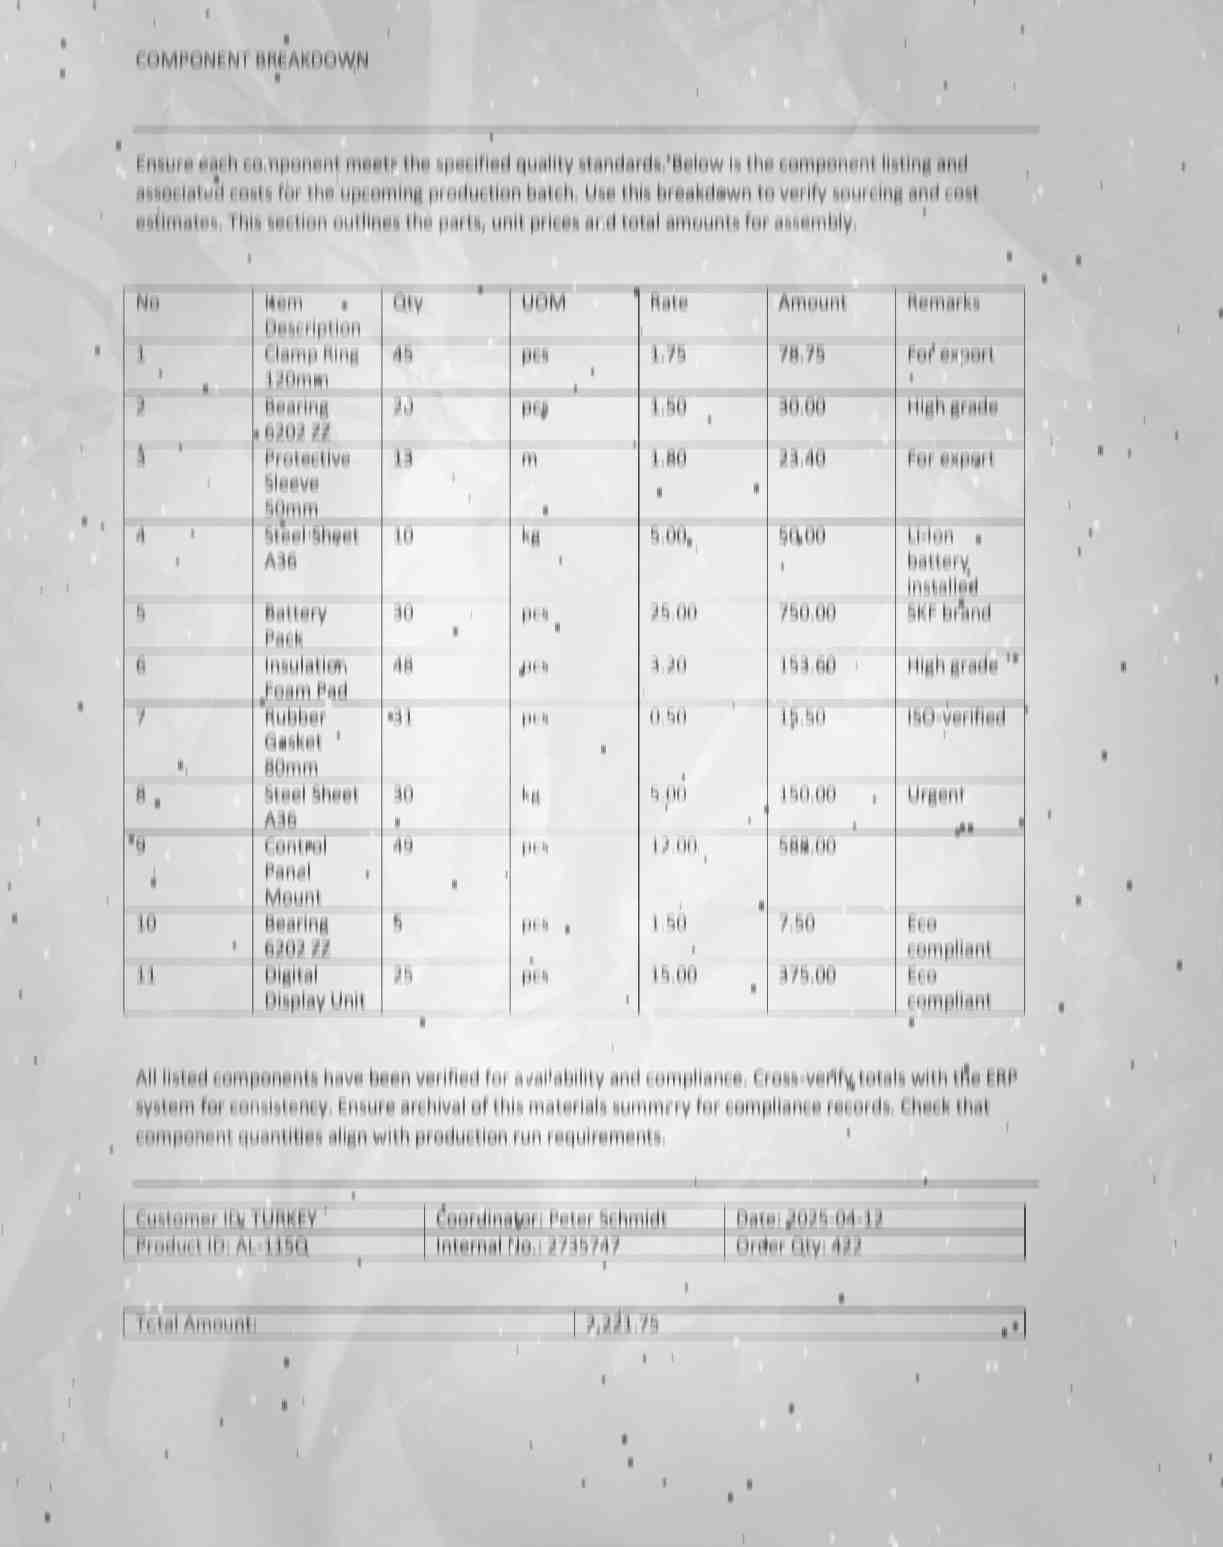 COMPONENT BREAKDOWN
Ensure each component meets the specified quality standards. Below is the component listing and
associated costs for the upcoming production batch. Use this breakdown to verify sourcing and cost
estimates. This section outlines the parts, unit prices and total amounts for assembly.
No Item Qty UOM Rate Amount Remarks
Description
1 Clamp Ring 45 pcs 1.75 78.75 For export
120mm
2 Bearing 20 pcs 1.50 30.00 High grade
6202 ZZ
3 Protective 13 m 1.80 23.40 For export
Sleeve
50mm
4 Steel Sheet 10 kg 5.00 50.00 Li-Ion
A36 battery
installed
5 Battery 30 pcs 25.00 750.00 SKF brand
Pack
6 Insulation 48 pcs 3.20 153.60 High grade
Foam Pad
7 Rubber 31 pcs 0.50 15.50 ISO-verified
Gasket
80mm
8 Steel Sheet 30 kg 5.00 150.00 Urgent
A36
9 Control 49 pcs 12.00 588.00
Panel
Mount
10 Bearing 5 pcs 1.50 7.50 Eco
6202 ZZ compliant
11 Digital 25 pcs 15.00 375.00 Eco
Display Unit compliant
All listed components have been verified for availability and compliance. Cross-verify totals with the ERP
system for consistency. Ensure archival of this materials summary for compliance records. Check that
component quantities align with production run requirements.
Customer ID: TURKEY Coordinator: Peter Schmidt Date: 2025-04-12
Product ID: AL-115Q Internal No.: 2735747 Order Qty: 422
Total Amount: 2,221.75